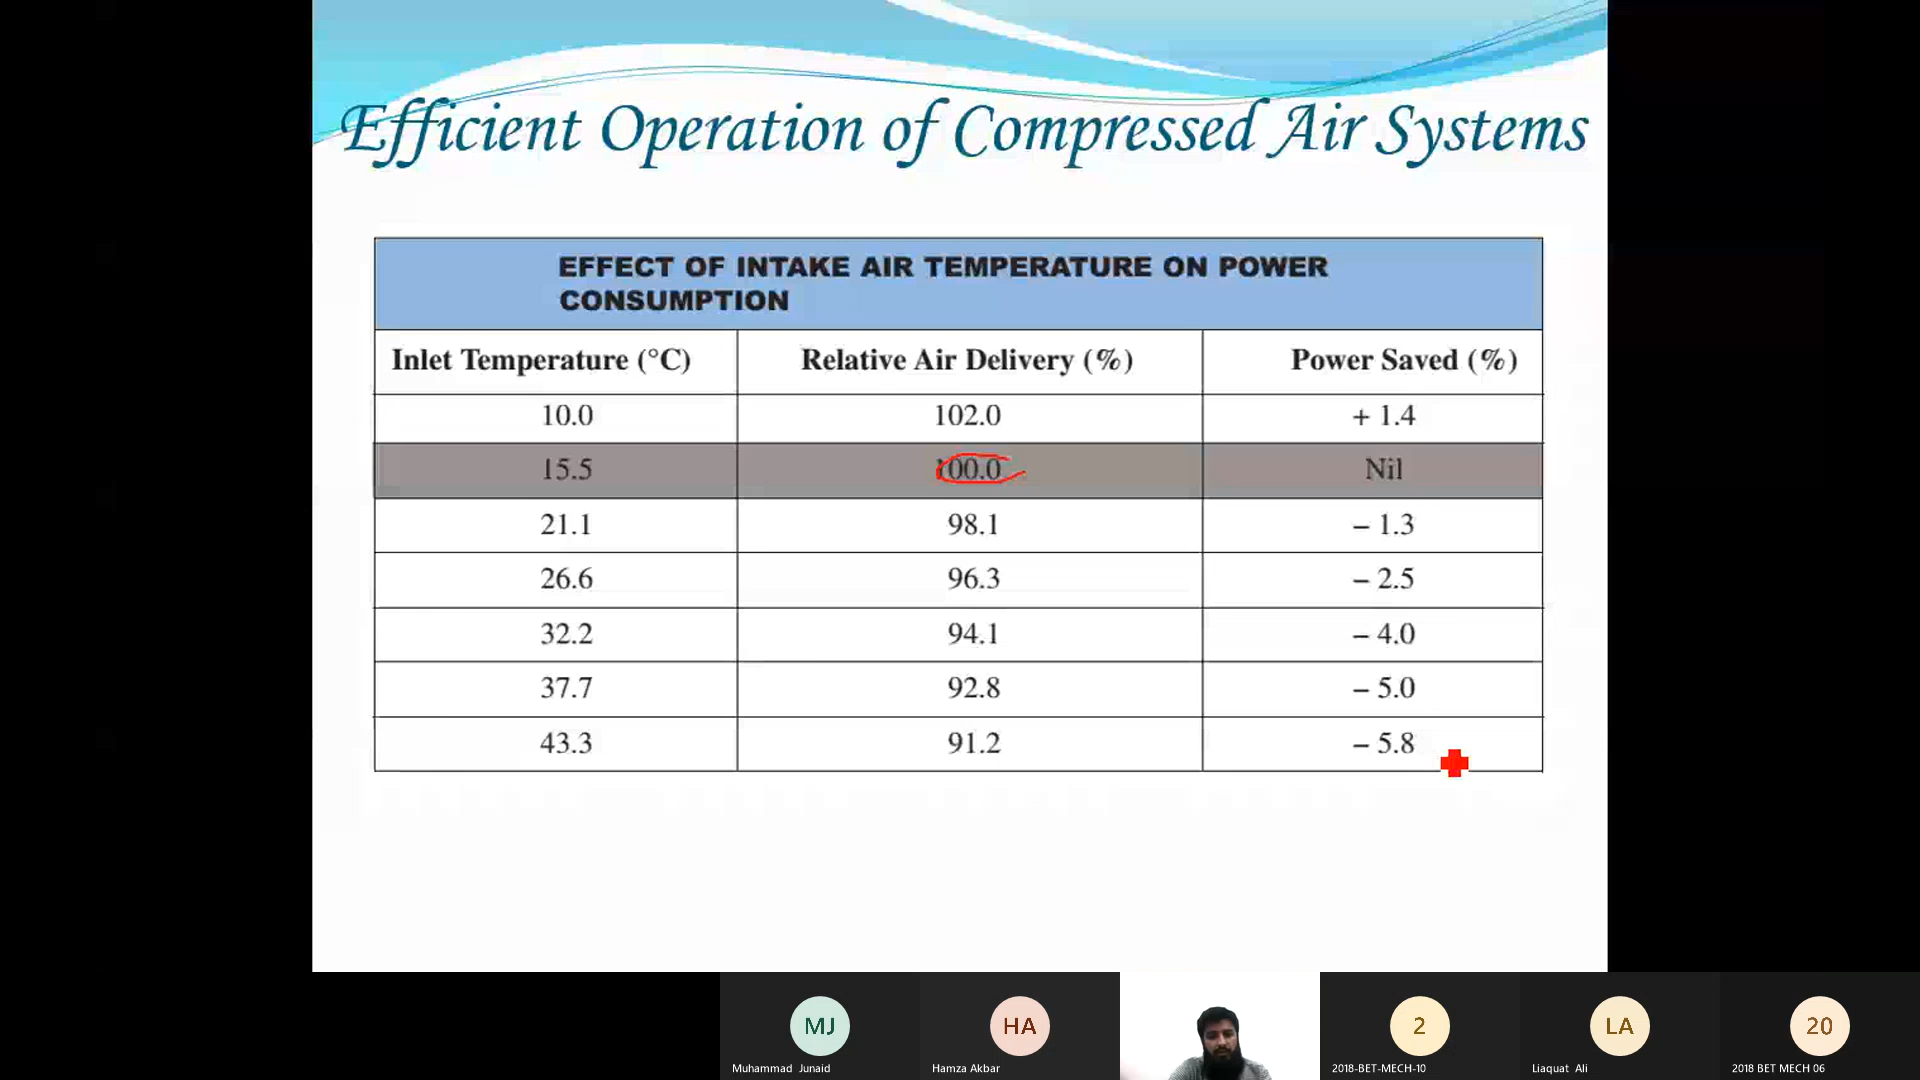 Efficient Operation of Compressed Air Systems
EFFECT OF INTAKE AIR TEMPERATURE ON POWER
CONSUMPTION
Inlet Temperature (°C) Relative Air Delivery (%) Power Saved (%)
10.0 102.0 + 1.4
15.5 100.0 Nil
21.1 98.1 – 1.3
26.6 96.3 – 2.5
32.2 94.1 – 4.0
37.7 92.8 – 5.0
43.3 91.2 – 5.8
MJ HA 2 LA 20
Muhammad Junaid Hamza Akbar 2018-BET-MECH-10 Liaquat Ali 2018 BET MECH 06